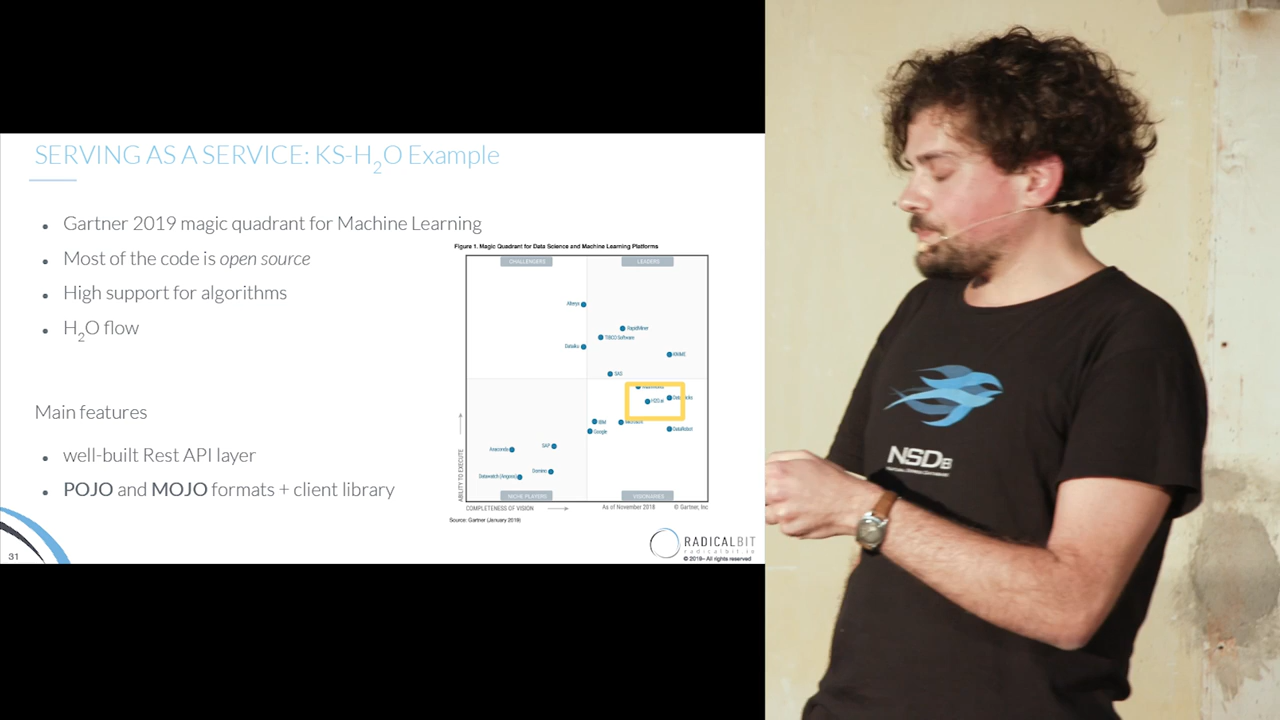 SERVING AS A SERVICE: KS-H2O Example
Gartner 2019 magic quadrant for Machine Learning
Most of the code is open source
High support for algorithms
H2O flow
Main features
well-built Rest API layer
POJO and MOJO formats + client library
31
Figure 1. Magic Quadrant for Data Science and Machine Learning Platforms
CHALLENGERS
LEADERS
Alteryx
RapidMiner
TIBCO Software
Dataiku
KNIME
SAS
H2O.ai
IBM
Microsoft
Google
DataRobot
SAP
Anaconda
Domino
Datawatch (Angoss)
NICHE PLAYERS
VISIONARIES
ABILITY TO EXECUTE
COMPLETENESS OF VISION
As of November 2018
© Gartner, Inc
Source: Gartner (January 2019)
RADICALBIT
radicalbit.io
© 2019– All rights reserved
NSDB